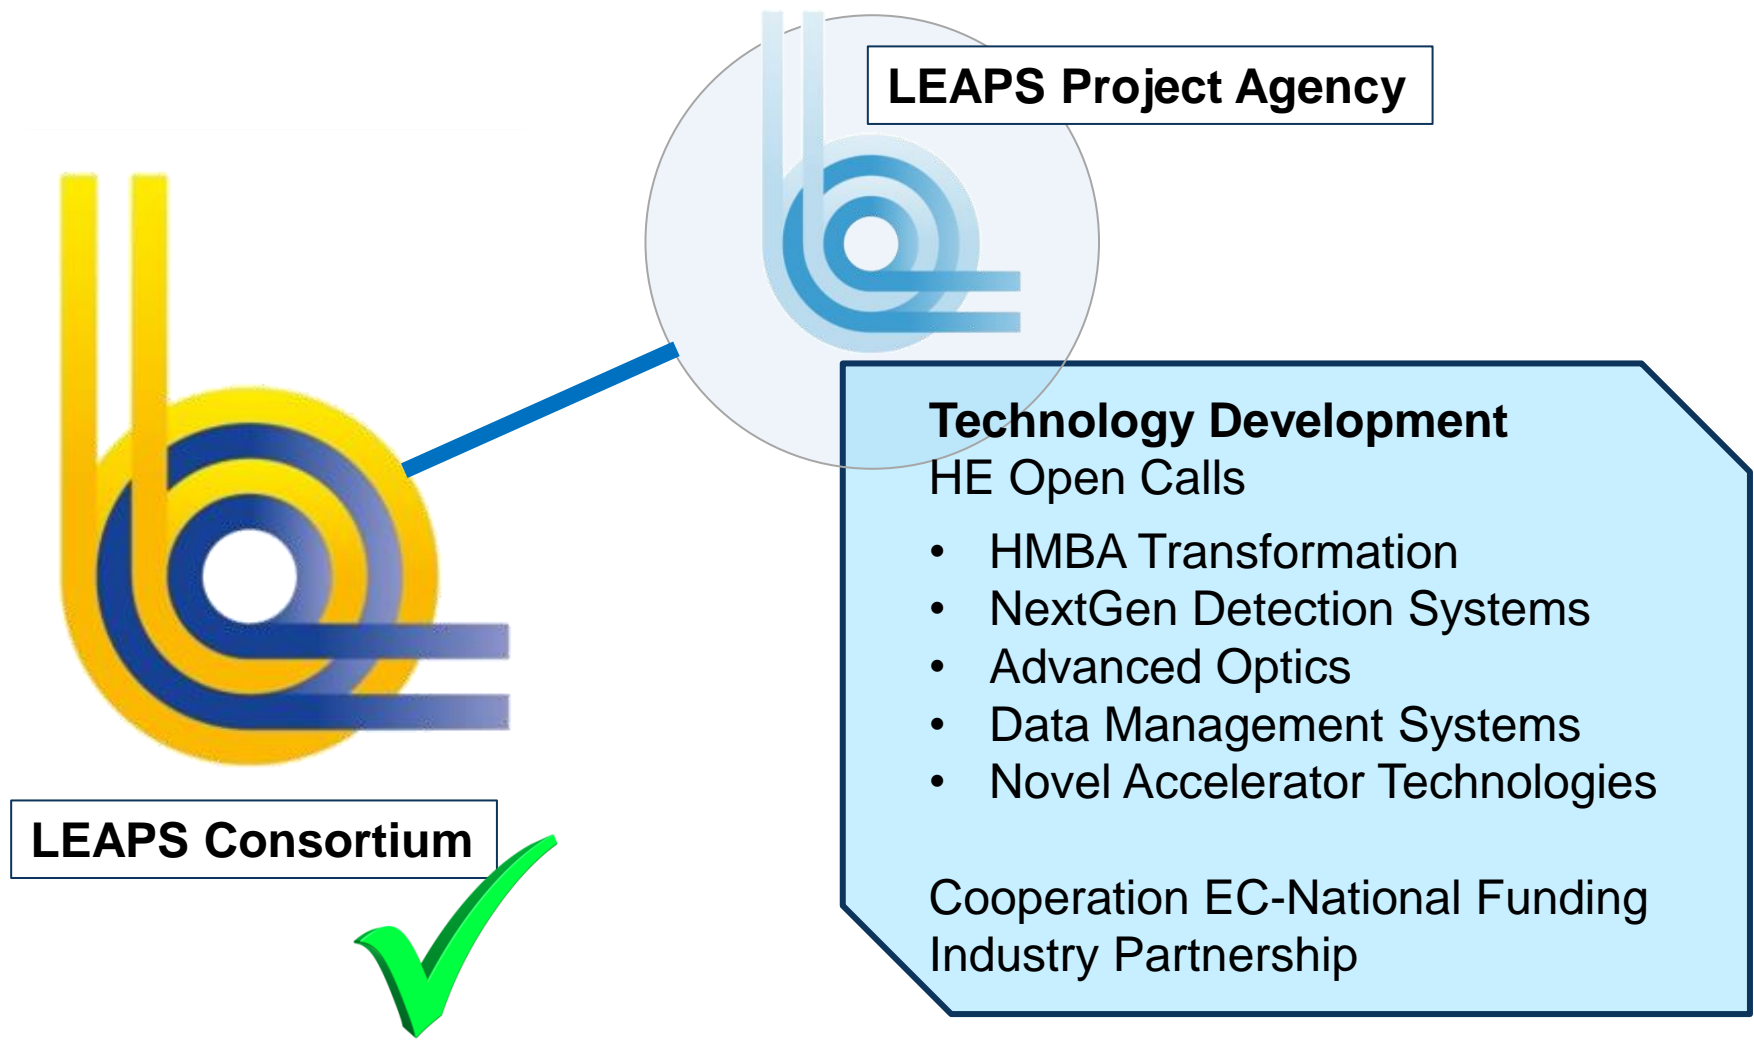 LEAPS Project Agency
LEAPS Consortium
Technology Development
HE Open Calls
• HMBA Transformation
• NextGen Detection Systems
• Advanced Optics
• Data Management Systems
• Novel Accelerator Technologies
Cooperation EC-National Funding
Industry Partnership